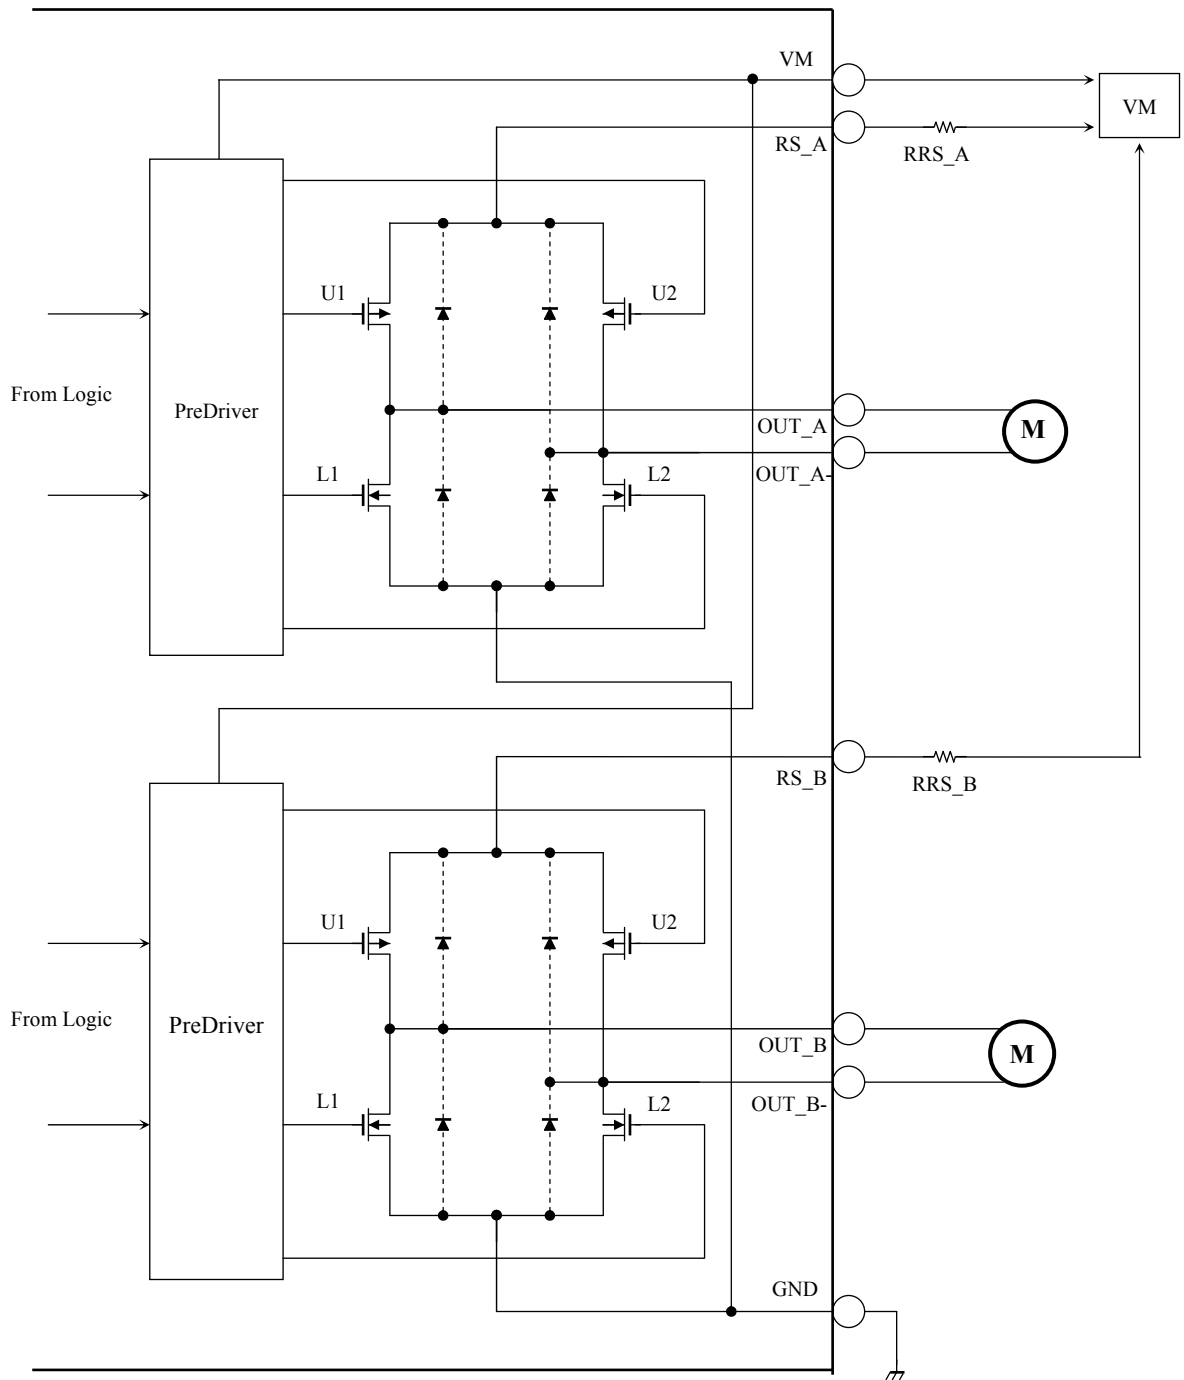 VM
VM
RS_A
RRS_A
U1
U2
From Logic
PreDriver
OUT_A
M
L1
L2
OUT_A-
RS_B
RRS_B
U1
U2
From Logic
PreDriver
OUT_B
M
L1
L2
OUT_B-
GND